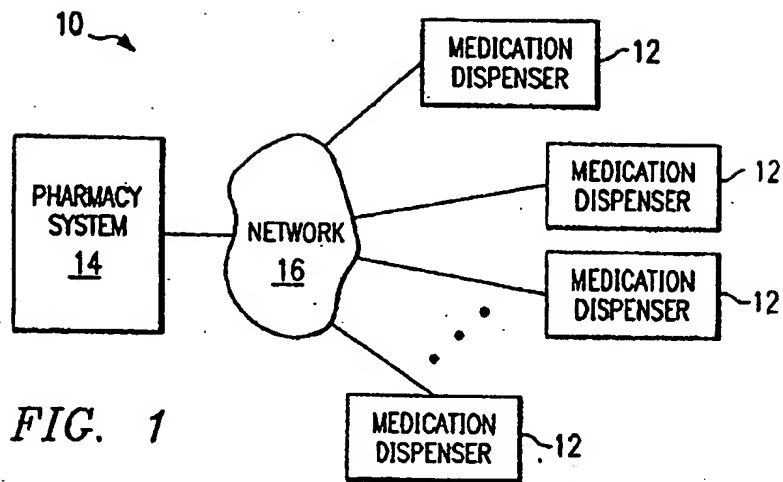 10
MEDICATION
DISPENSER
12
PHARMACY
SYSTEM
14
NETWORK
16
MEDICATION
DISPENSER
12
MEDICATION
DISPENSER
12
MEDICATION
DISPENSER
12
FIG. 1